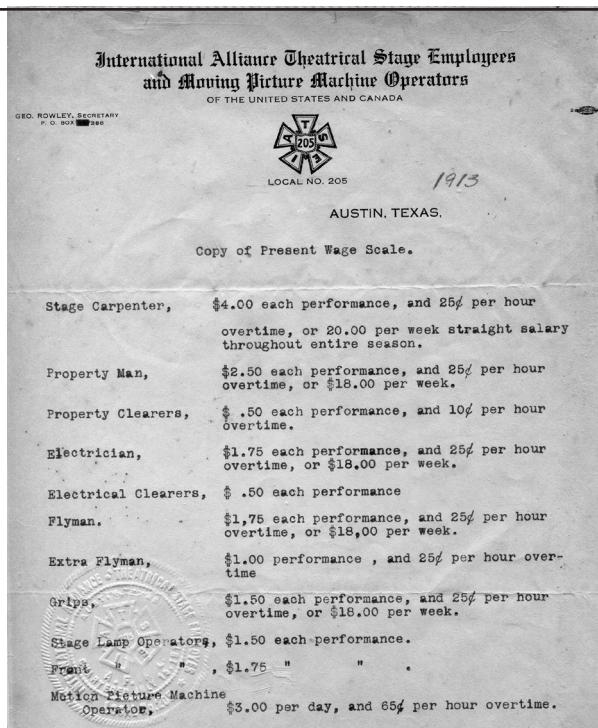 International Alliance Theatrical Stage Employees
and Moving Picture Machine Operators
OF THE UNITED STATES AND CANADA
GEO. ROWLEY, SECRETARY
P. O. BOX 286
I A T S E
205
LOCAL NO. 205
1913
AUSTIN, TEXAS,
Copy of Present Wage Scale.
Stage Carpenter, $4.00 each performance, and 25¢ per hour
overtime, or 20.00 per week straight salary
throughout entire season.
Property Man, $2.50 each performance, and 25¢ per hour
overtime, or $18.00 per week.
Property Clearers, $ .50 each performance, and 10¢ per hour
overtime.
Electrician, $1.75 each performance, and 25¢ per hour
overtime, or $18.00 per week.
Electrical Clearers, $ .50 each performance
Flyman. $1,75 each performance, and 25¢ per hour
overtime, or $18,00 per week.
Extra Flyman, $1.00 performance , and 25¢ per hour over-
time
Grips, $1.50 each performance, and 25¢ per hour
overtime, or $18.00 per week.
Stage Lamp Operators, $1.50 each performance.
Front " " , $1.75 " " .
Motion Picture Machine
Operator, $3.00 per day, and 65¢ per hour overtime.